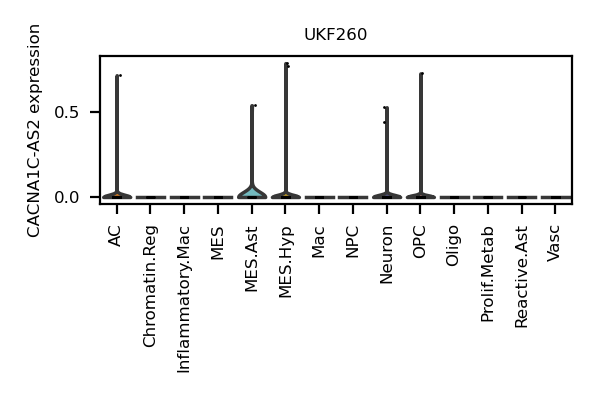 UKF260
CACNA1C-AS2 expression
0.5
0.0
AC
Chromatin.Reg
Inflammatory.Mac
MES
MES.Ast
MES.Hyp
Mac
NPC
Neuron
OPC
Oligo
Prolif.Metab
Reactive.Ast
Vasc